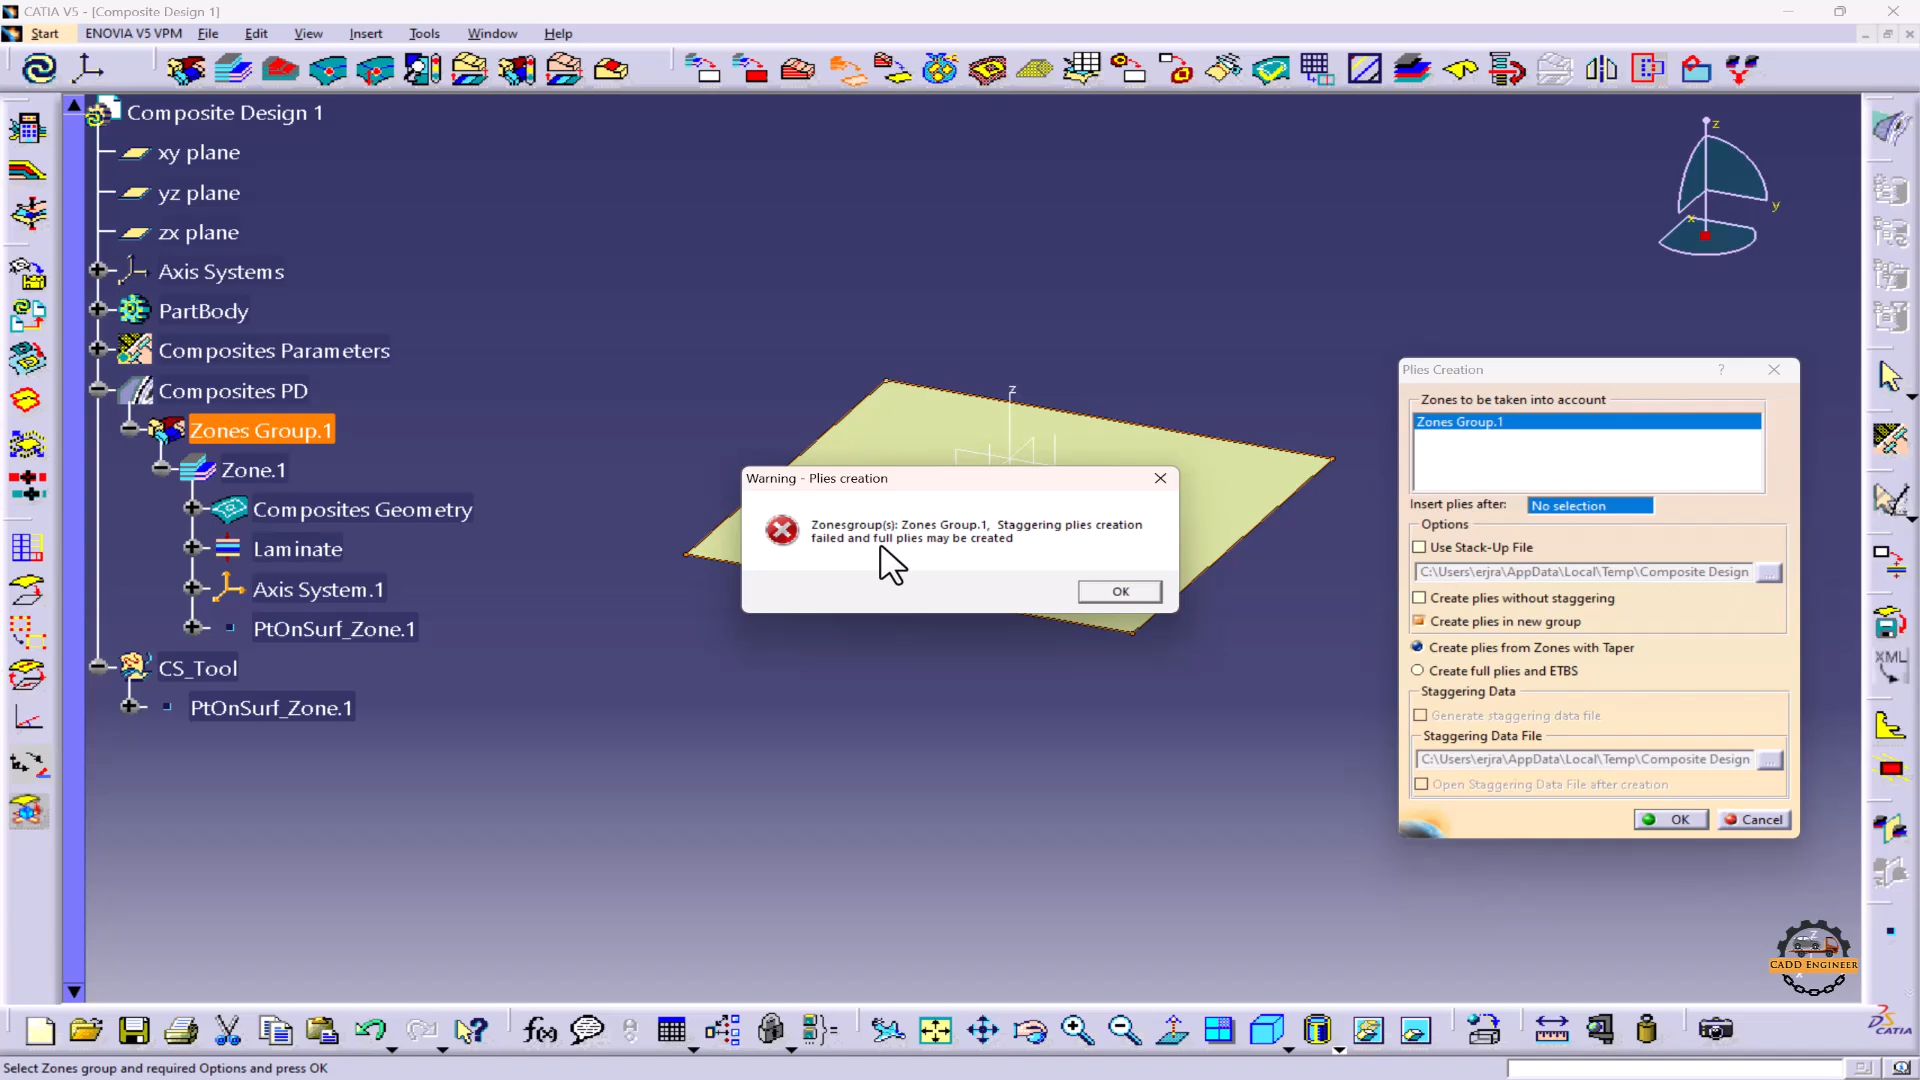 CATIA V5 - [Composite Design 1]
Start ENOVIA V5 VPM File Edit View Insert Tools Window Help
Composite Design 1
xy plane
yz plane
zx plane
Axis Systems
PartBody
Composites Parameters
Composites PD
Zones Group.1
Zone.1
Composites Geometry
Laminate
Axis System.1
PtOnSurf_Zone.1
CS_Tool
PtOnSurf_Zone.1
z
y
x
z
Warning - Plies creation
Zonesgroup(s): Zones Group.1, Staggering plies creation
failed and full plies may be created
OK
Plies Creation
?
Zones to be taken into account
Zones Group.1
Insert plies after: No selection
Options
Use Stack-Up File
C:\Users\erjra\AppData\Local\Temp\Composite Design
...
Create plies without staggering
Create plies in new group
Create plies from Zones with Taper
Create full plies and ETBS
Staggering Data
Generate staggering data file
Staggering Data File
C:\Users\erjra\AppData\Local\Temp\Composite Design
...
Open Staggering Data File after creation
OK Cancel
XML
CADD ENGINEER
f(x)
CATIA
Select Zones group and required Options and press OK